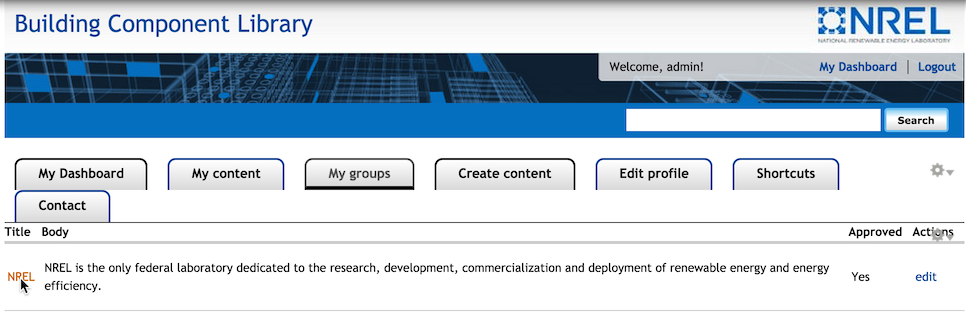 Building Component Library
NREL
NATIONAL RENEWABLE ENERGY LABORATORY
Welcome, admin! My Dashboard | Logout
Search
My Dashboard My content My groups Create content Edit profile Shortcuts
Contact
Title Body Approved Actions
NREL NREL is the only federal laboratory dedicated to the research, development, commercialization and deployment of renewable energy and energy Yes edit
efficiency.